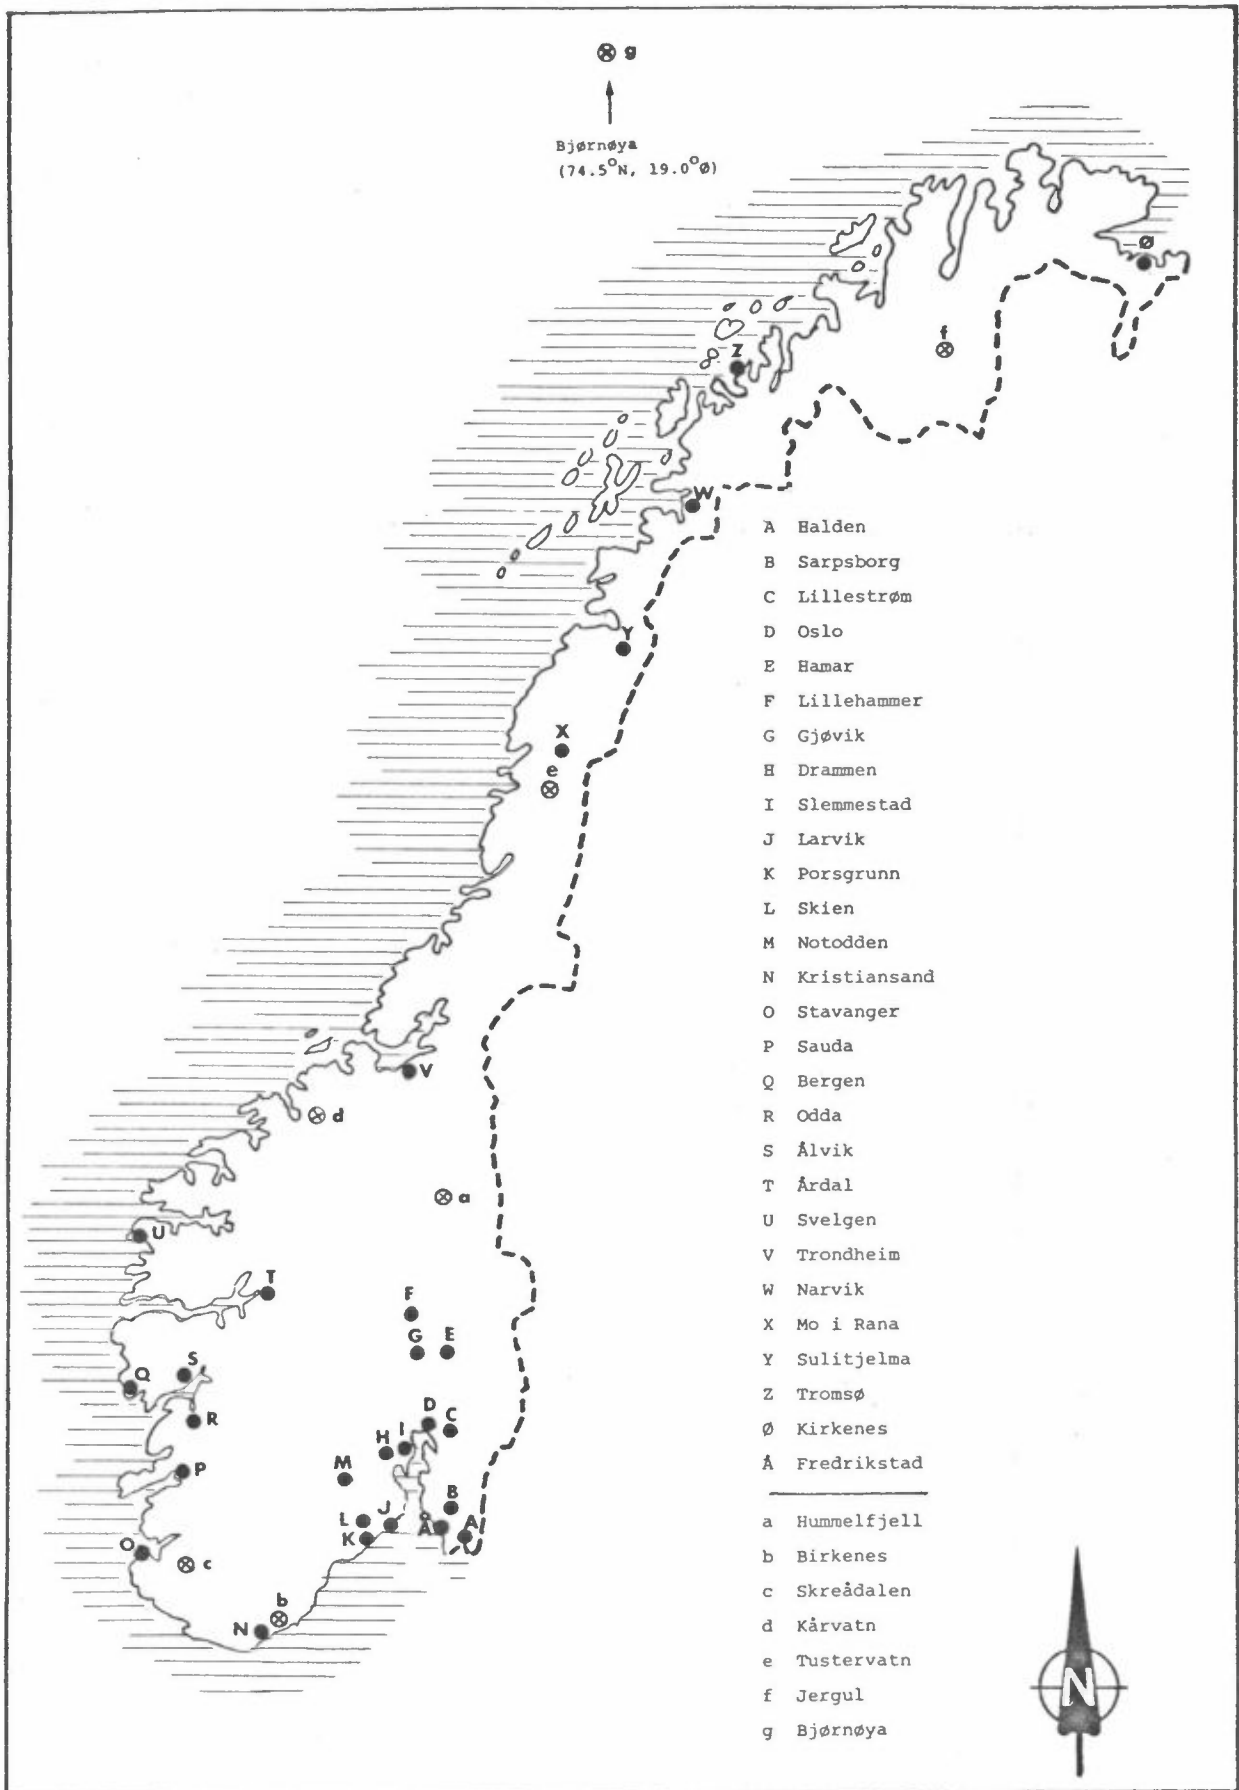 g
Bjørnøya
(74.5°N, 19.0°Ø)
Ø
f
Z
W
Y
X
e
V
d
a
U
T
F
G E
S
Q
R
D
C
I
H
M
P
B
L J
Å A
K
O
c
b
N
A Halden
B Sarpsborg
C Lillestrøm
D Oslo
E Hamar
F Lillehammer
G Gjøvik
H Drammen
I Slemmestad
J Larvik
K Porsgrunn
L Skien
M Notodden
N Kristiansand
O Stavanger
P Sauda
Q Bergen
R Odda
S Ålvik
T Årdal
U Svelgen
V Trondheim
W Narvik
X Mo i Rana
Y Sulitjelma
Z Tromsø
Ø Kirkenes
Å Fredrikstad
a Hummelfjell
b Birkenes
c Skreådalen
d Kårvatn
e Tustervatn
f Jergul
g Bjørnøya
N